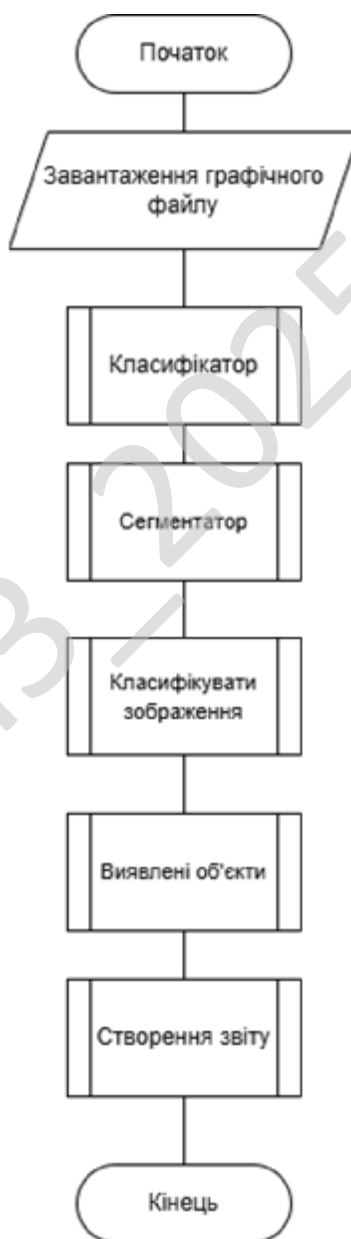 Початок
Завантаження графічного
файлу
Класифікатор
Сегментатор
Класифікувати
зображення
Виявлені об'єкти
Створення звіту
Кінець